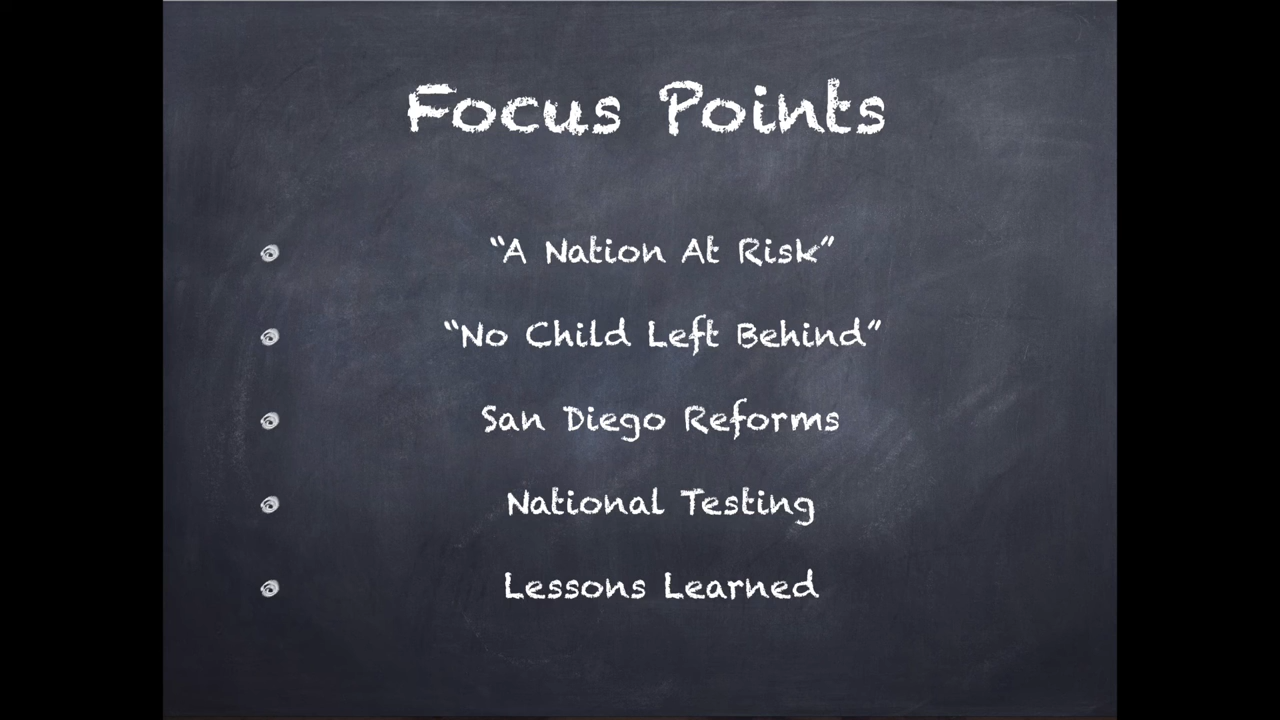 Focus Points
“A Nation At Risk”
“No Child Left Behind”
San Diego Reforms
National Testing
Lessons Learned